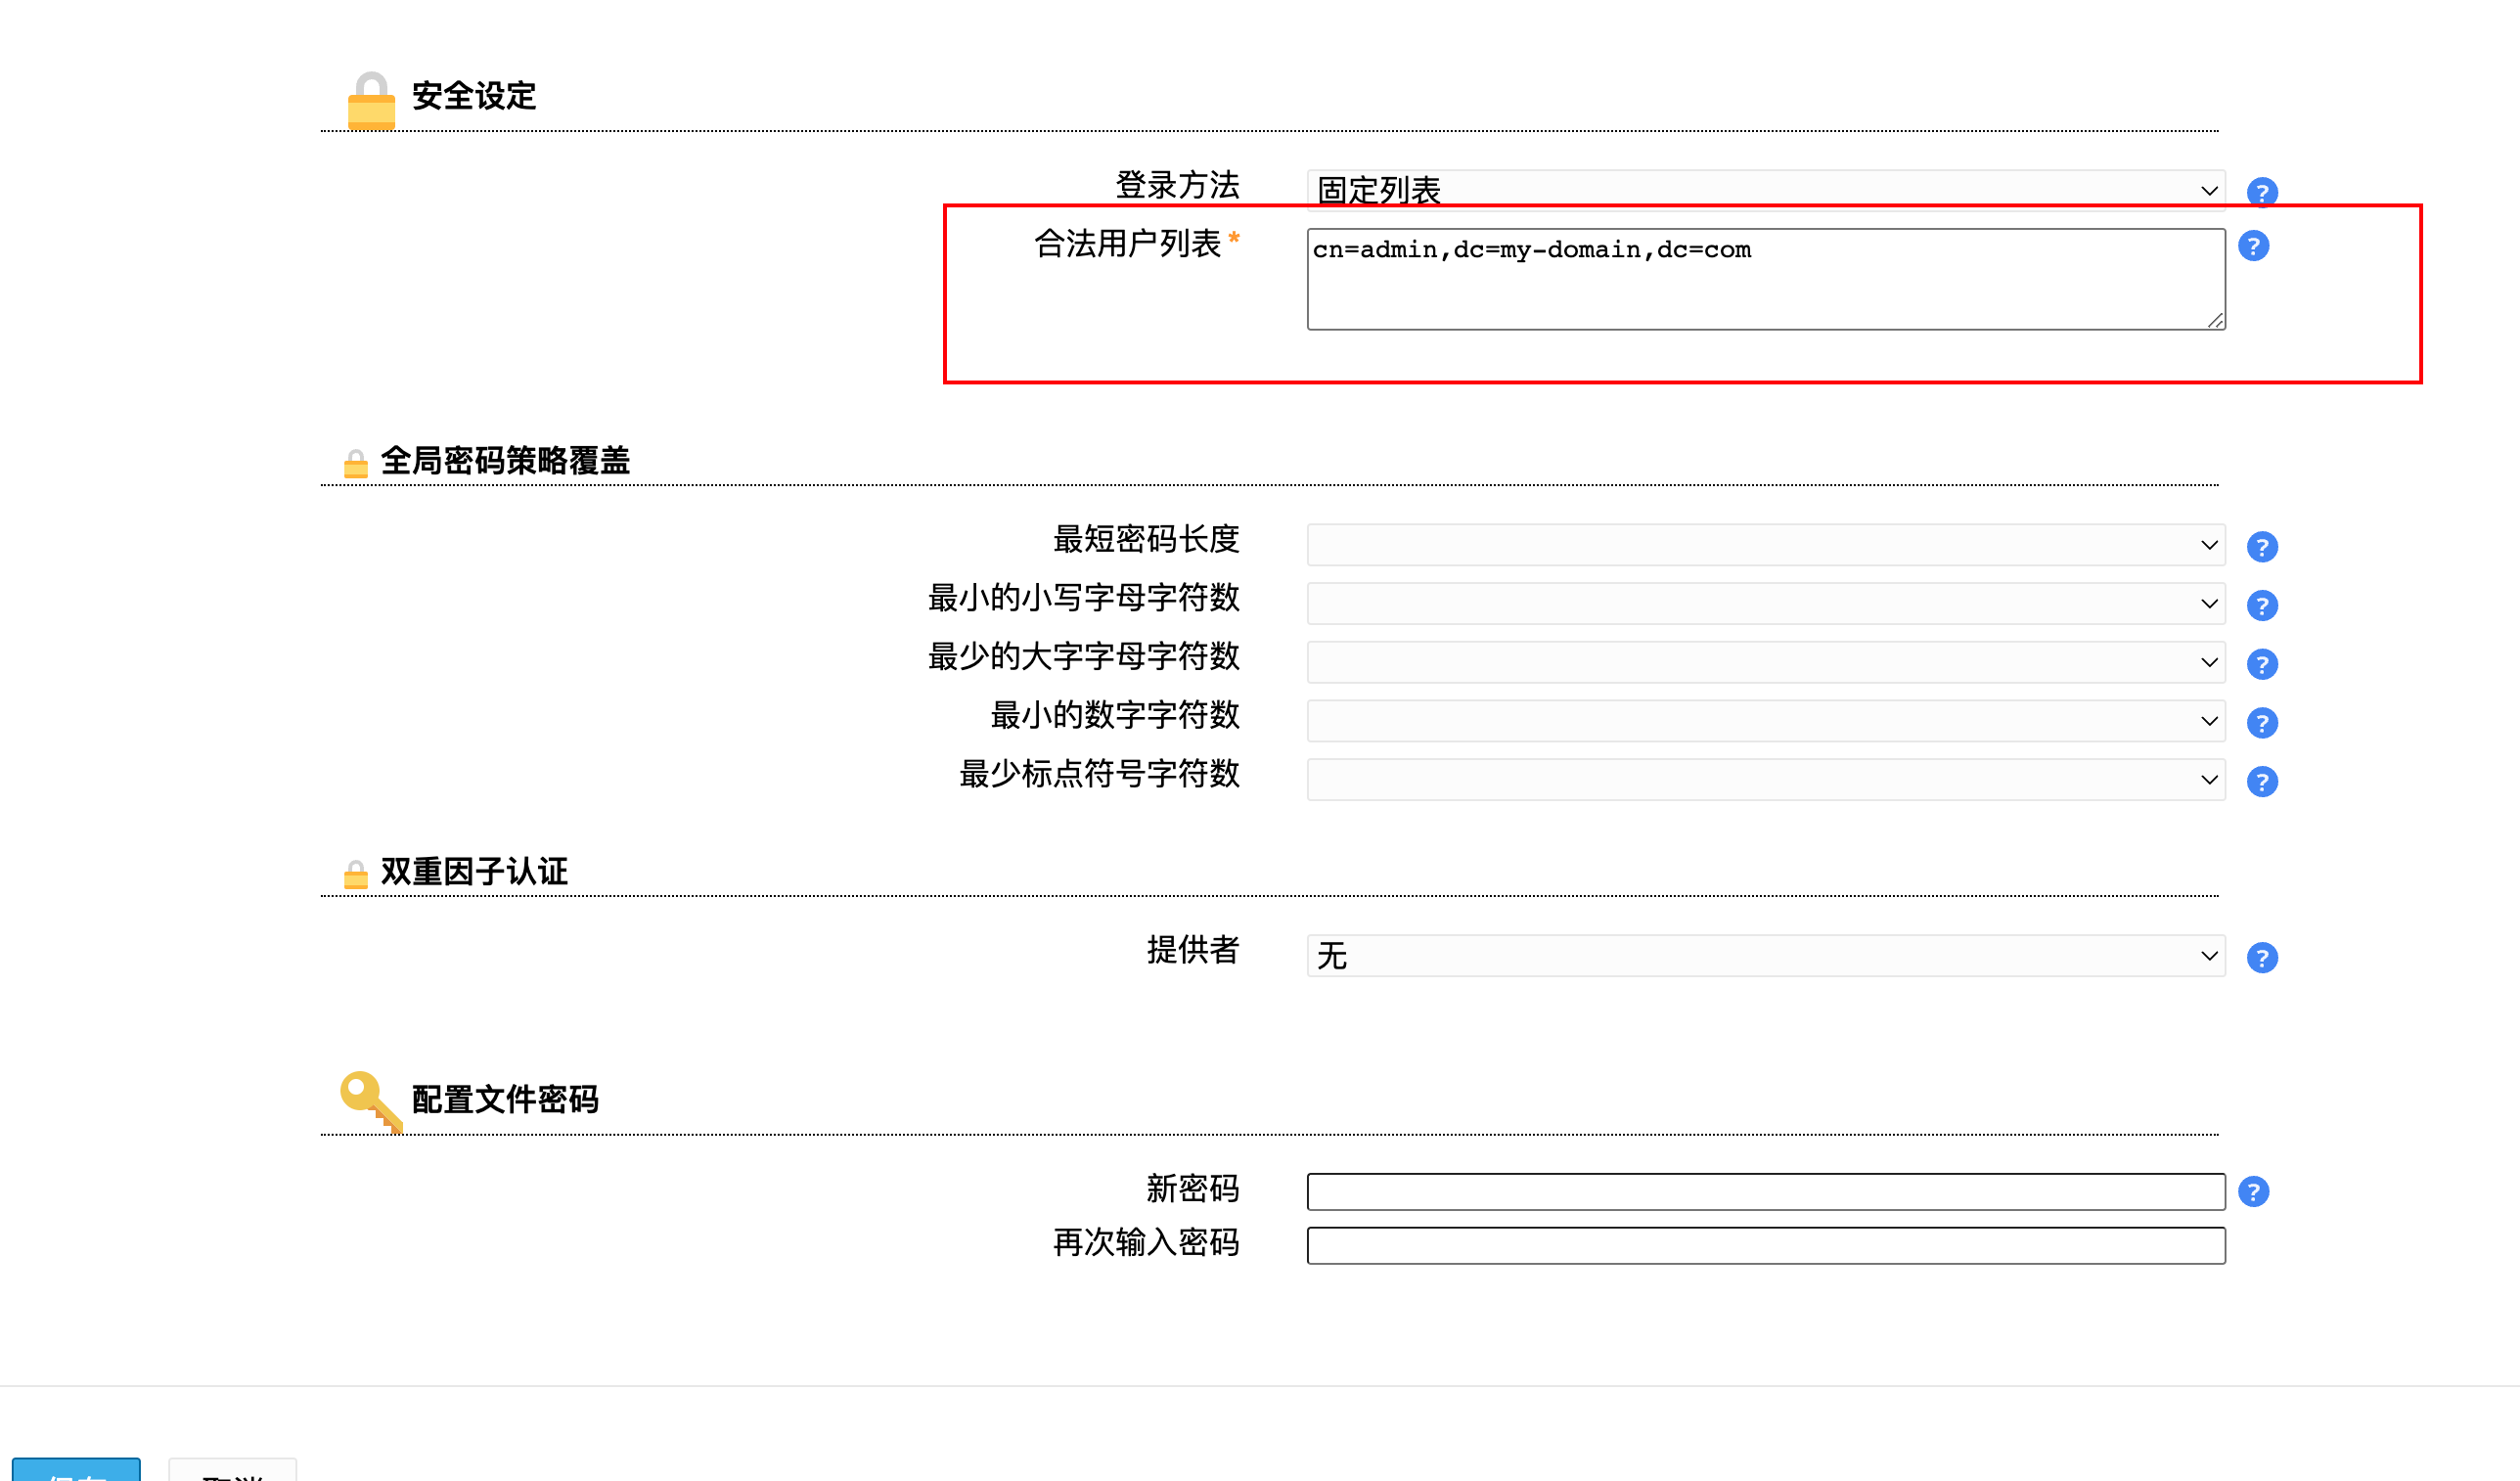 安全设定
登录方法 固定列表
合法用户列表* cn=admin,dc=my-domain,dc=com
全局密码策略覆盖
最短密码长度
最小的小写字母字符数
最少的大字字母字符数
最小的数字字符数
最少标点符号字符数
双重因子认证
提供者 无
配置文件密码
新密码
再次输入密码